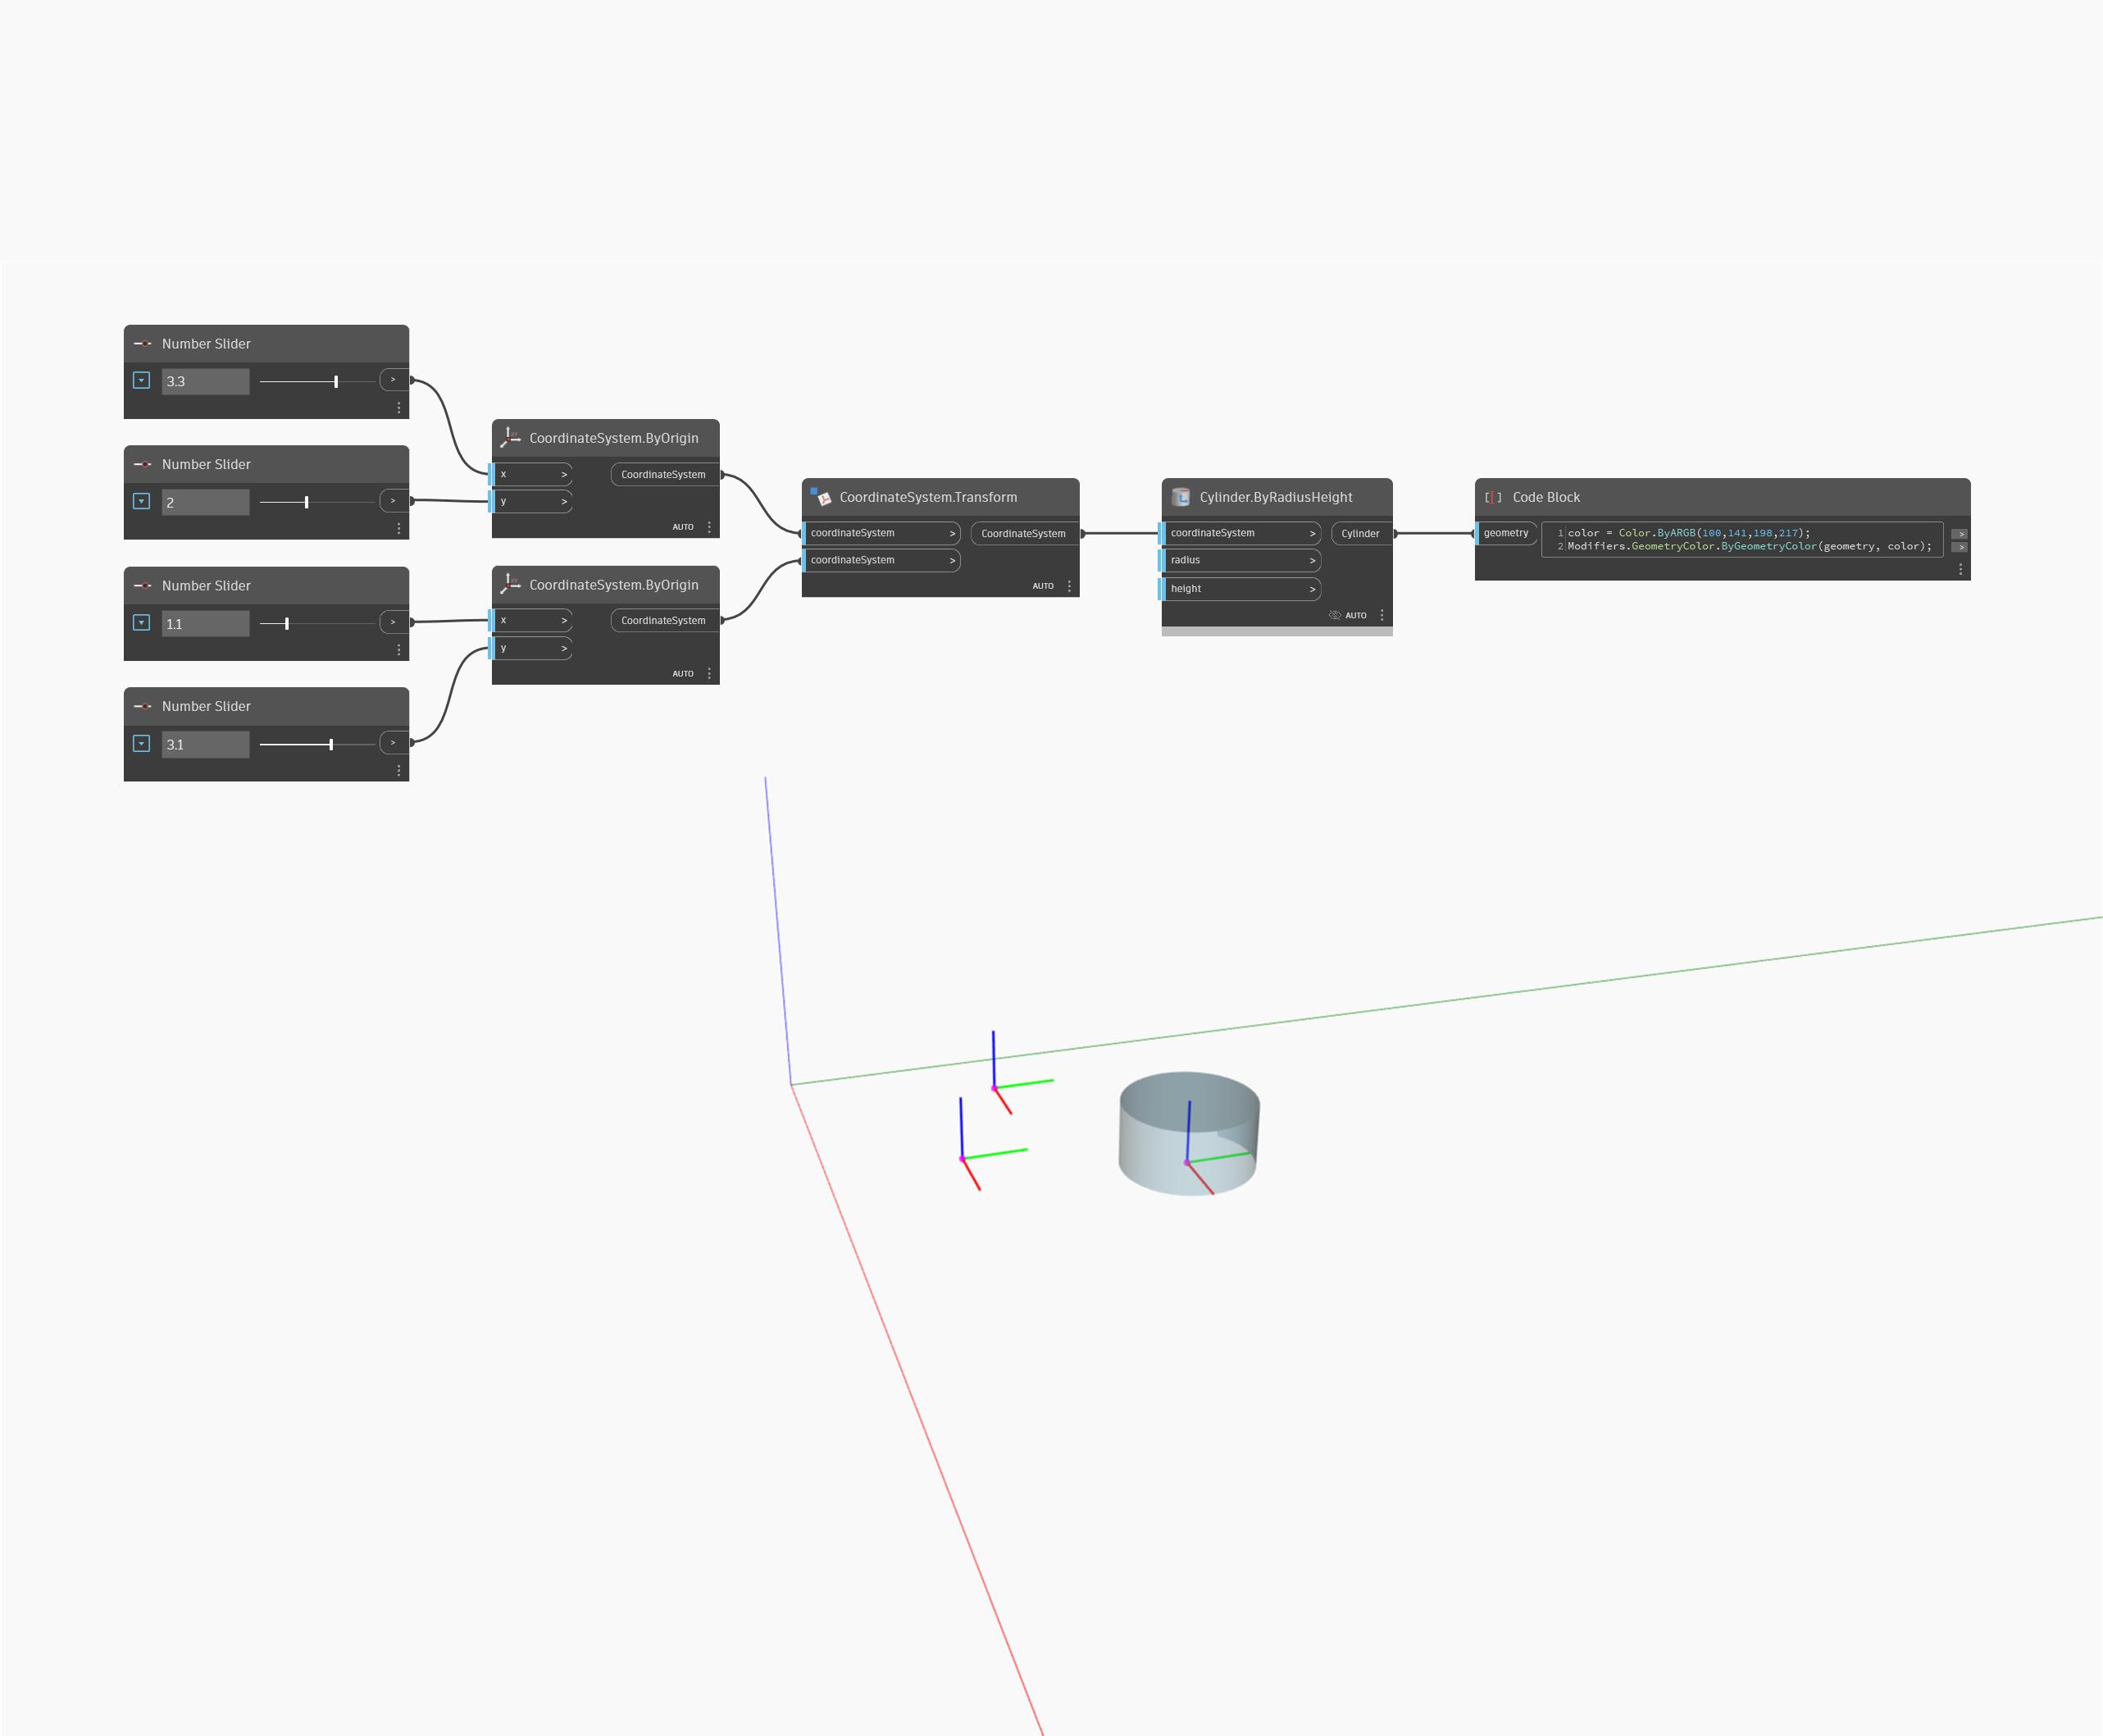 Number Slider
3.3
>
Number Slider
2
>
Number Slider
1.1
>
Number Slider
3.1
>
CoordinateSystem.ByOrigin
x > CoordinateSystem
y >
AUTO
CoordinateSystem.ByOrigin
x > CoordinateSystem
y >
AUTO
CoordinateSystem.Transform
coordinateSystem > CoordinateSystem
coordinateSystem >
AUTO
Cylinder.ByRadiusHeight
coordinateSystem > Cylinder
radius >
height >
AUTO
Code Block
geometry
1 color = Color.ByARGB(100,141,198,217); >
2 Modifiers.GeometryColor.ByGeometryColor(geometry, color); >